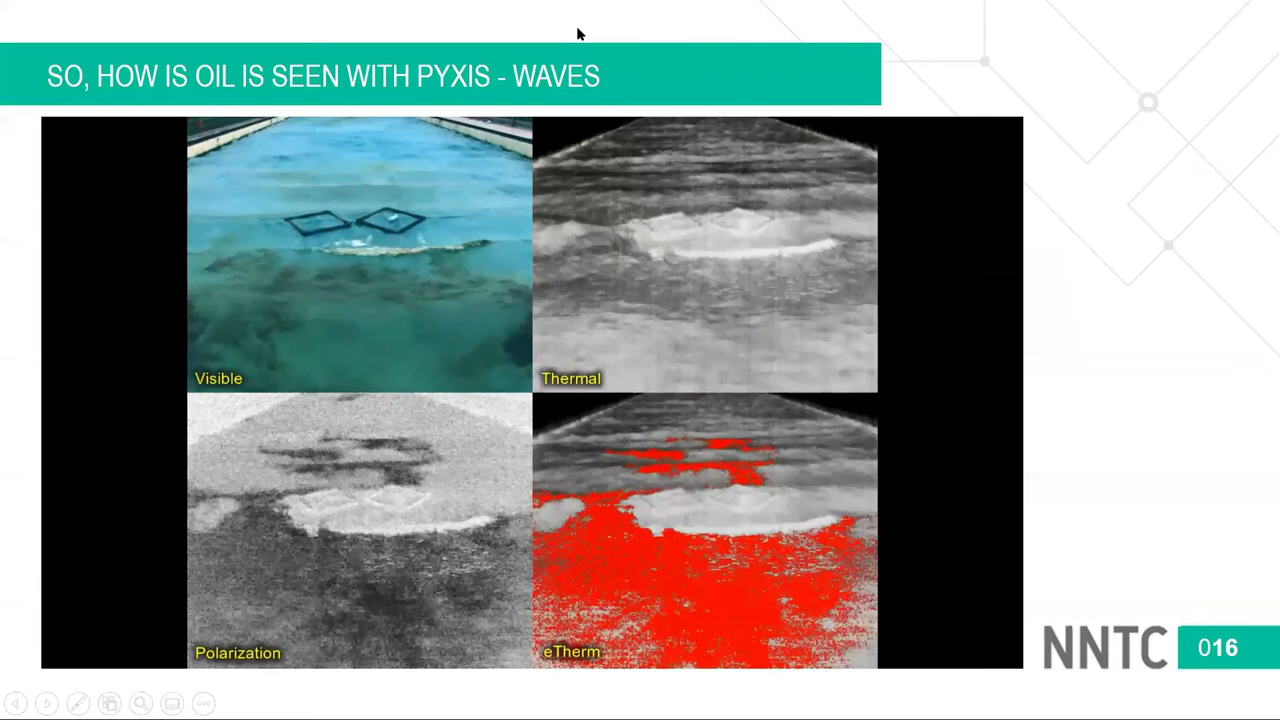 SO, HOW IS OIL IS SEEN WITH PYXIS - WAVES
Visible
Thermal
Polarization
eTherm
NNTC
016